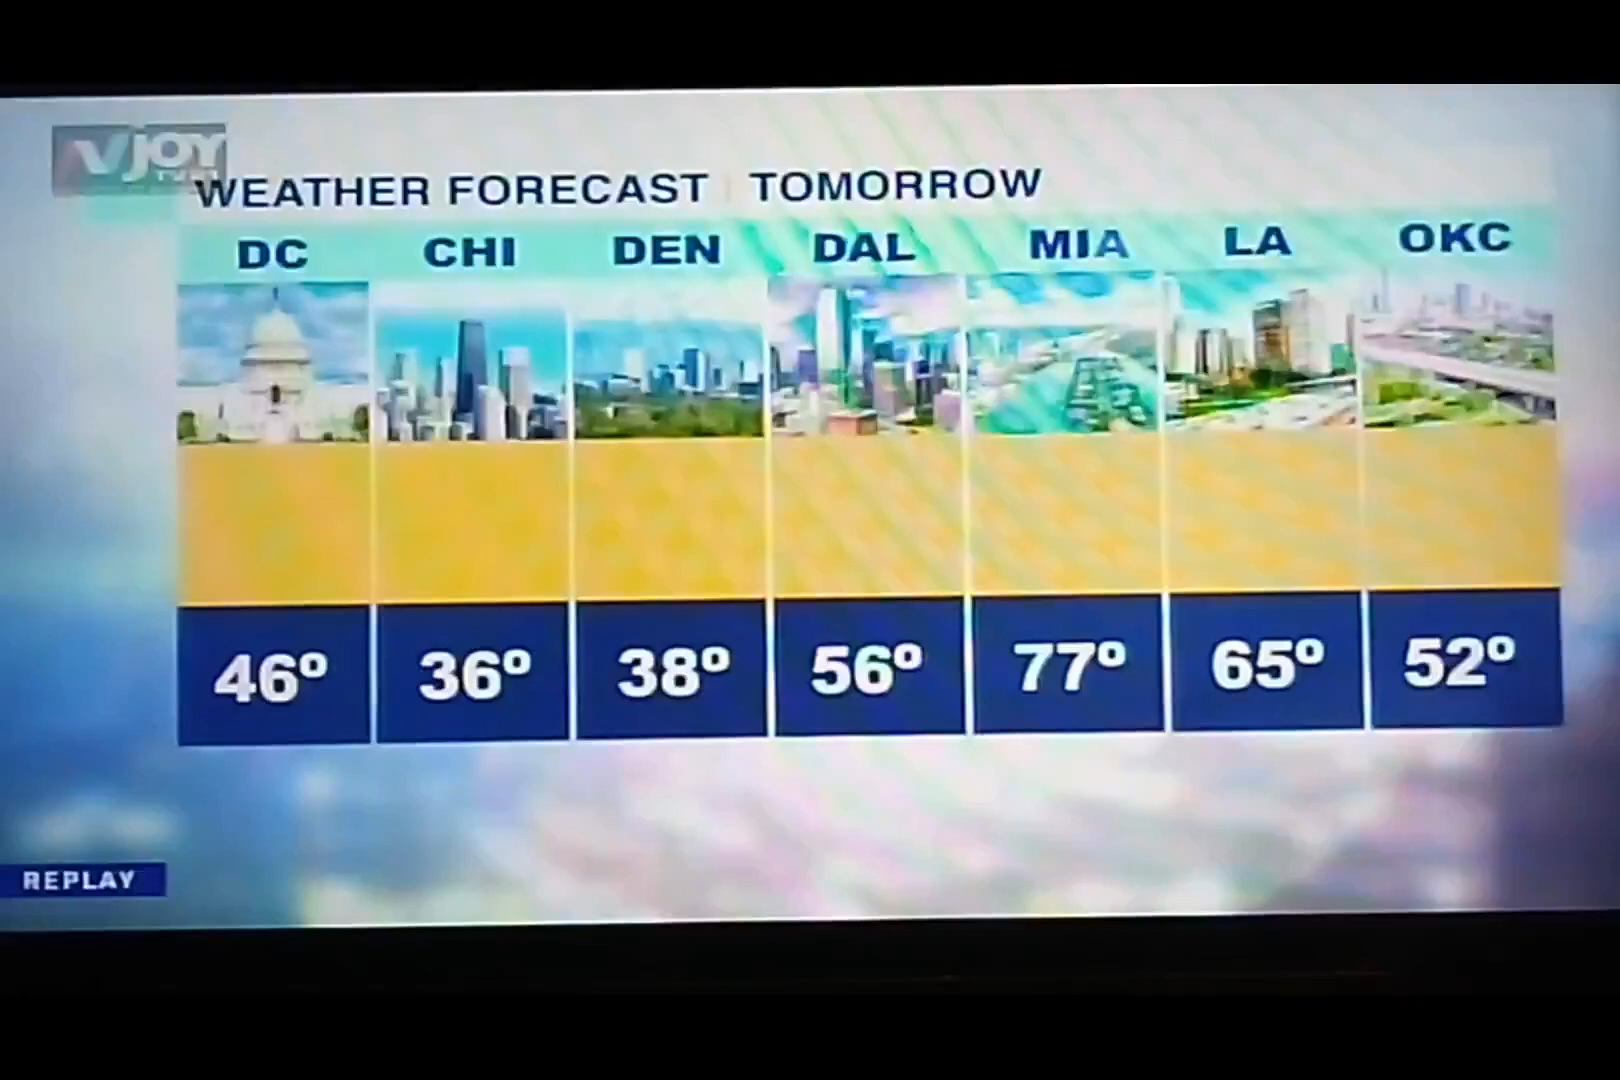 VJOY
WEATHER FORECAST | TOMORROW
DC CHI DEN DAL MIA LA OKC
46° 36° 38° 56° 77° 65° 52°
REPLAY